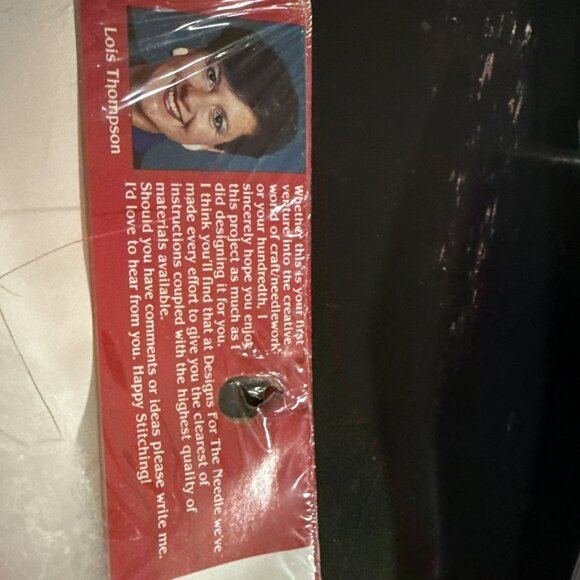 Lois Thompson
Whether this is your first
venture into the creative
world of craft/needlework
or your hundredth, I
sincerely hope you enjoy
this project as much as I
did designing it for you.
I think you'll find that at Designs For The Needle we've
made every effort to give you the clearest of
instructions coupled with the highest quality of
materials available.
Should you have comments or ideas please write me,
I'd love to hear from you. Happy Stitching!